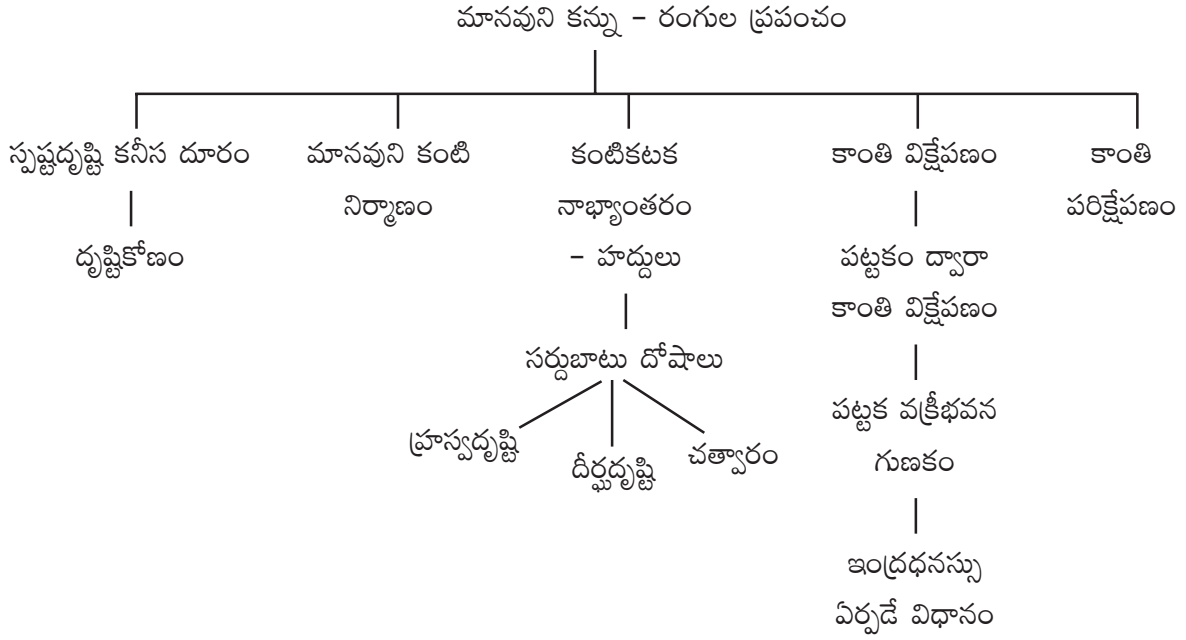 మానవుని కన్ను – రంగుల ప్రపంచం
స్పష్టదృష్టి కనీస దూరం
దృష్టికోణం
మానవుని కంటి
నిర్మాణం
కంటికటక
నాభ్యాంతరం
– హద్దులు
సర్దుబాటు దోషాలు
హ్రస్వదృష్టి
దీర్ఘదృష్టి
చత్వారం
కాంతి విక్షేపణం
పట్టకం ద్వారా
కాంతి విక్షేపణం
పట్టక వక్రీభవన
గుణకం
ఇంద్రధనస్సు
ఏర్పడే విధానం
కాంతి
పరిక్షేపణం